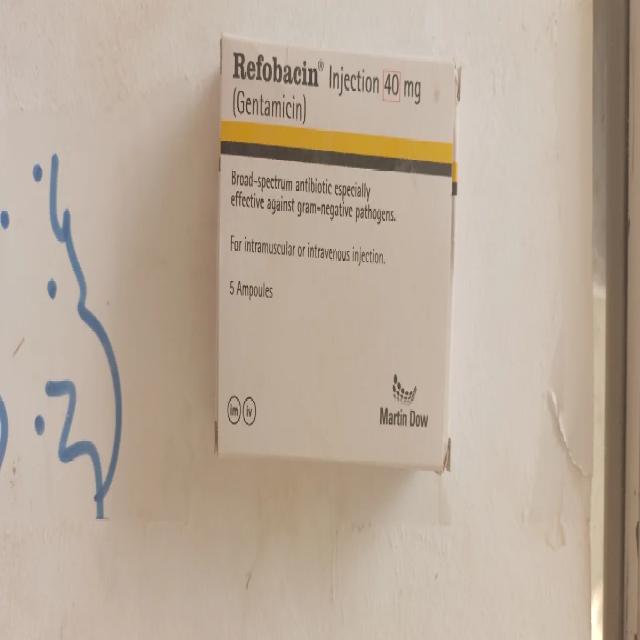 Refobacin® Injection 40 mg
(Gentamicin)
Broad-spectrum antibiotic especially
effective against gram-negative pathogens.
For intramuscular or intravenous injection.
5 Ampoules
im iv
Martin Dow